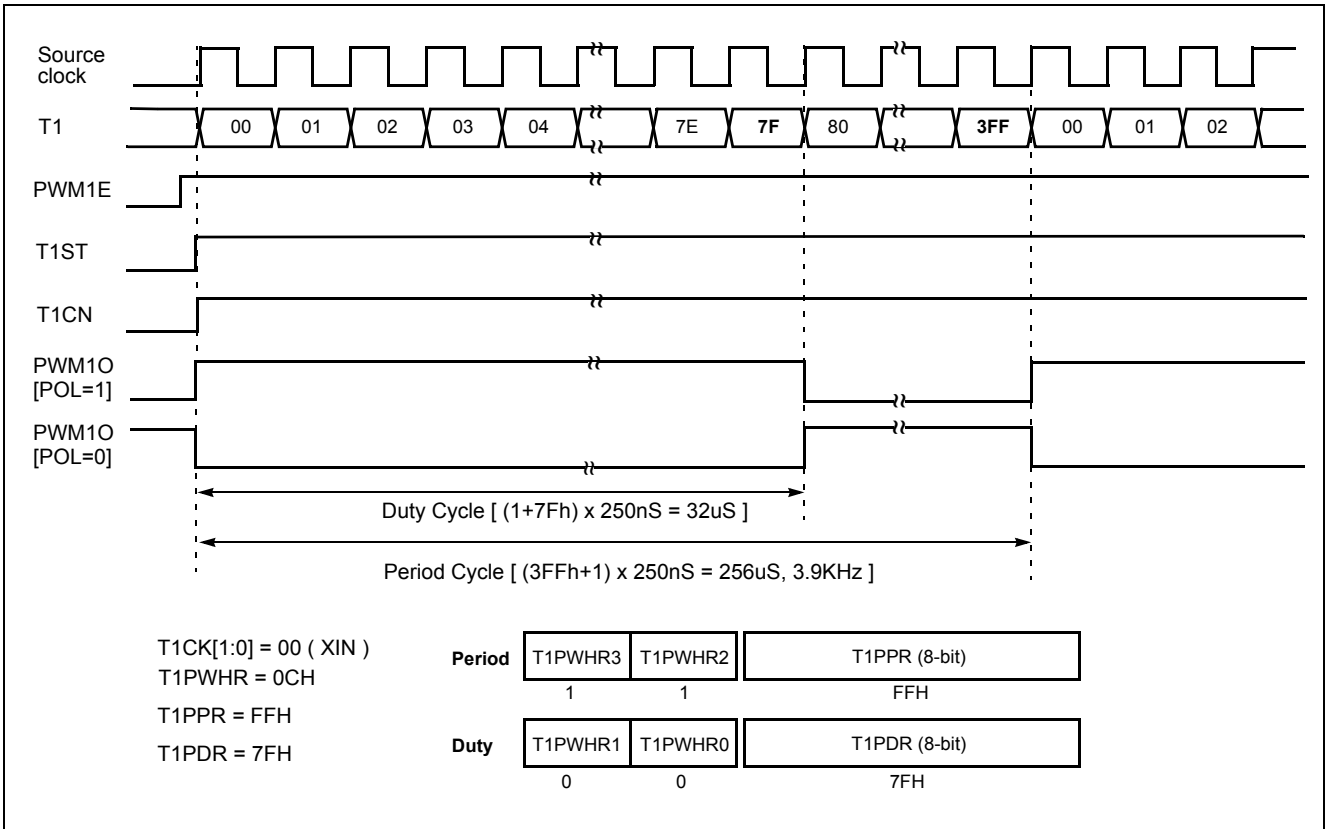 Source
clock
T1
00 01 02 03 04 7E 7F 80 3FF 00 01 02
PWM1E
T1ST
T1CN
PWM1O
[POL=1]
PWM1O
[POL=0]
Duty Cycle [ (1+7Fh) x 250nS = 32uS ]
Period Cycle [ (3FFh+1) x 250nS = 256uS, 3.9KHz ]
T1CK[1:0] = 00 ( XIN )
T1PWHR = 0CH
T1PPR = FFH
T1PDR = 7FH
Period T1PWHR3 T1PWHR2 T1PPR (8-bit)
1 1 FFH
Duty T1PWHR1 T1PWHR0 T1PDR (8-bit)
0 0 7FH